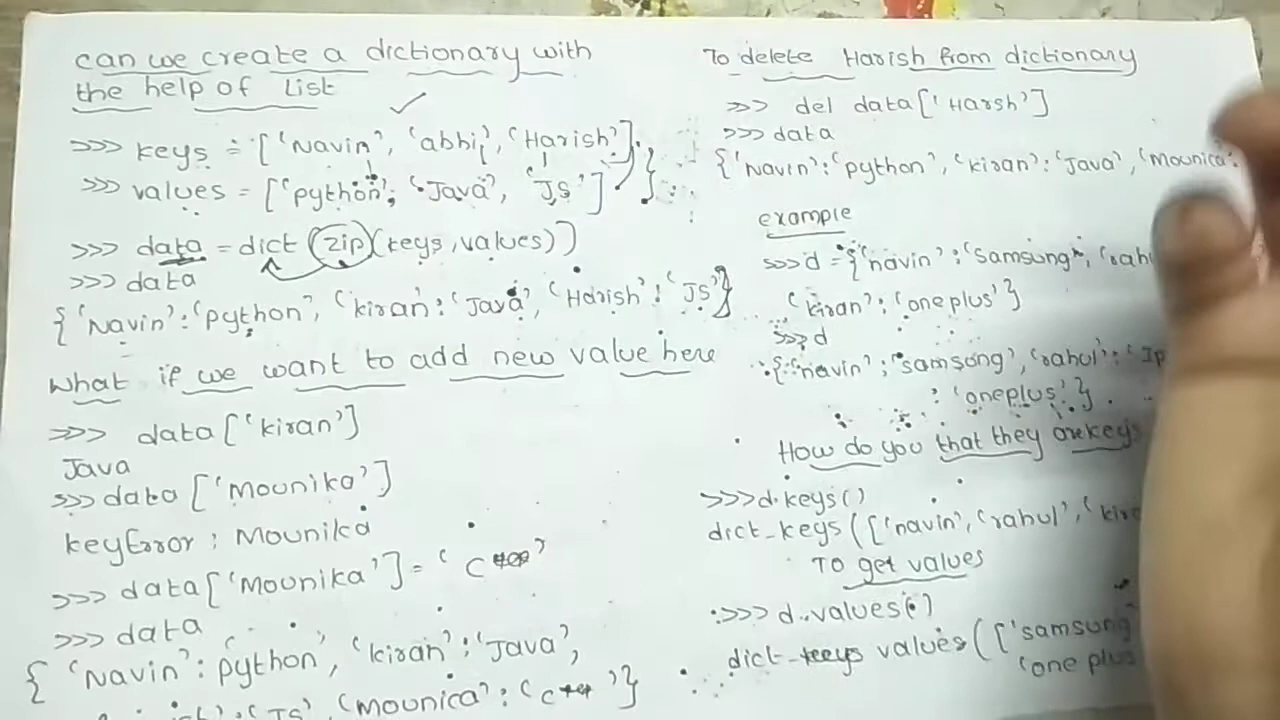 can we create a dictionary with
the help of List
>>> keys = ['Navin', 'abhi', 'Harish']
>>> values = ['python', 'Java', 'JS']
>>> data = dict (zip(keys, values))
>>> data
{'Navin': 'python', 'kiran': 'Java', 'Harish': 'JS'}
What if we want to add new value here
>>> data ['kiran']
Java
>>> data ['Mounika']
keyError : Mounika
>>> data ['Mounika'] = 'C
>>> data
{ 'Navin': python', 'kiran': 'Java',
'JS', 'Mounica': 'C '}
To delete Harish from dictionary
>>> del data ['Harsh']
>>> data
{'Navin': 'python', 'kiran': 'Java', 'Mounica':
example
>>> d = {'navin': 'Samsung',
'kiran': 'oneplus'}
>>> d
{'navin': 'samsong', 'rahul':
: 'oneplus'}
How do you that they are keys
>>> d.keys()
dict_keys (['navin', 'rahul',
To get values
:>>> d..values()
dict_ values (['samsung
'one plus